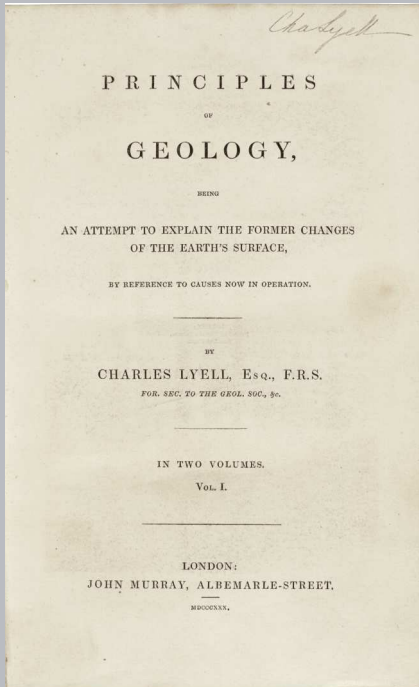 Cha Lyell
PRINCIPLES
OF
GEOLOGY,
BEING
AN ATTEMPT TO EXPLAIN THE FORMER CHANGES
OF THE EARTH'S SURFACE,
BY REFERENCE TO CAUSES NOW IN OPERATION.
BY
CHARLES LYELL, Esq., F.R.S.
FOR. SEC. TO THE GEOL. SOC., &c.
IN TWO VOLUMES.
Vol. I.
LONDON:
JOHN MURRAY, ALBEMARLE-STREET.
MDCCCXXX.